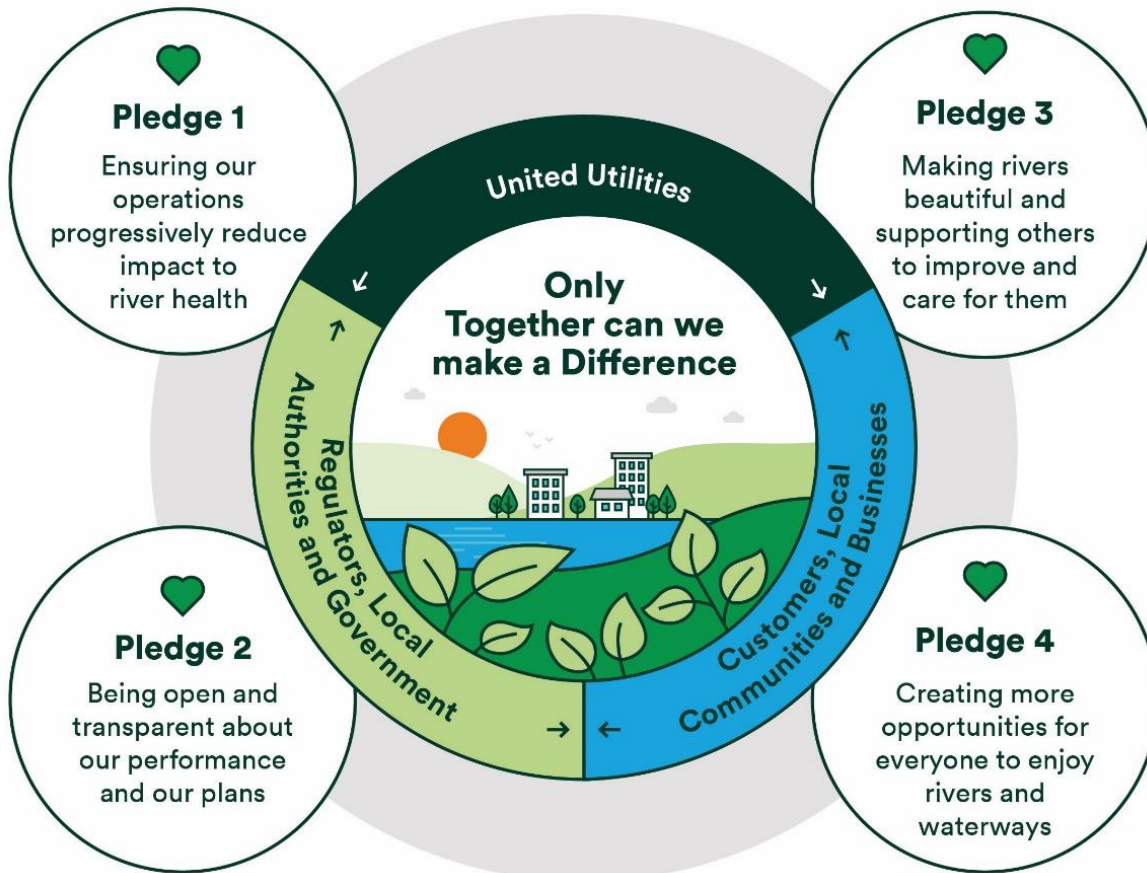 Pledge 1
Ensuring our
operations
progressively reduce
impact to
river health
Pledge 3
Making rivers
beautiful and
supporting others
to improve and
care for them
United Utilities
Only
Together can we
make a Difference
Regulators, Local
Authorities and Government
Customers, Local
Communities and Businesses
Pledge 2
Being open and
transparent about
our performance
and our plans
Pledge 4
Creating more
opportunities for
everyone to enjoy
rivers and
waterways